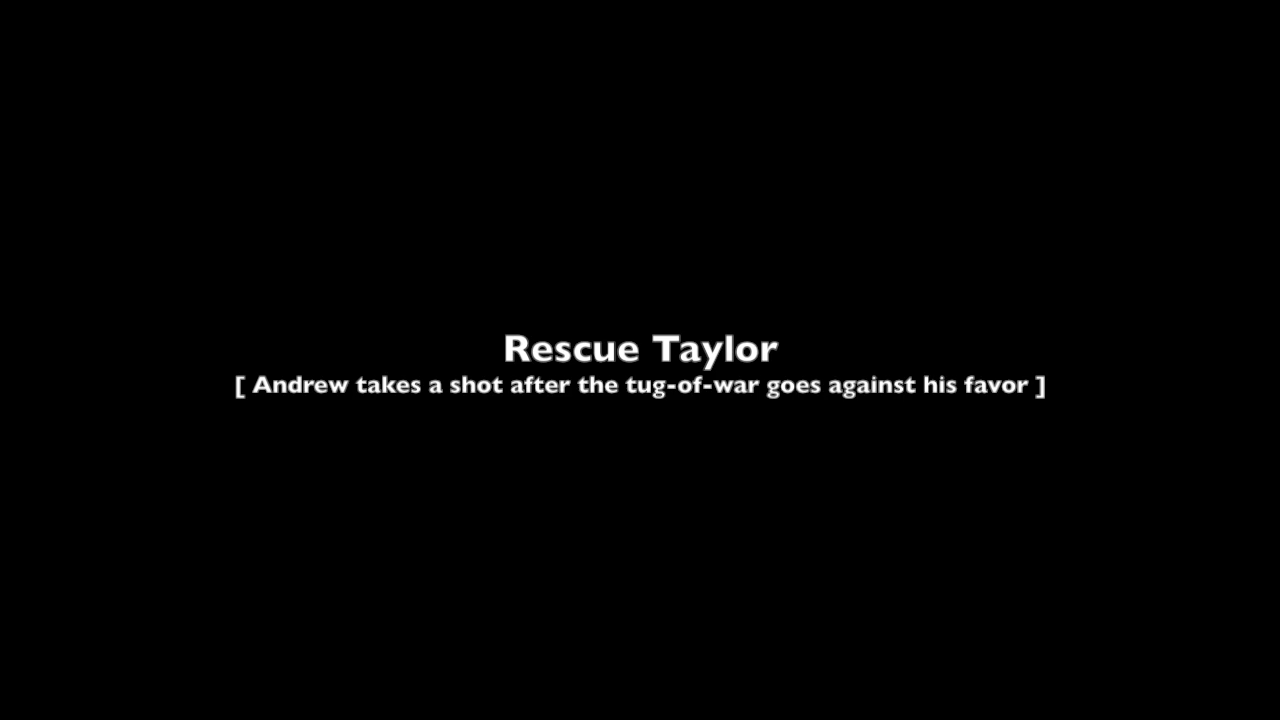 Rescue Taylor
[ Andrew takes a shot after the tug-of-war goes against his favor ]